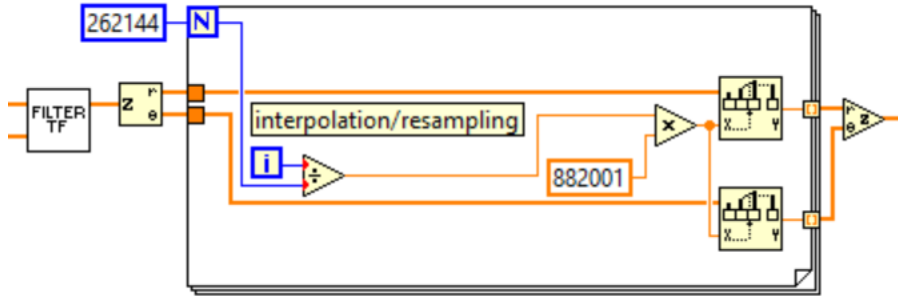 262144
N
FILTER
TF
z
r
θ
interpolation/resampling
i
÷
x
882001
X
Y
X
Y
r
θ
z